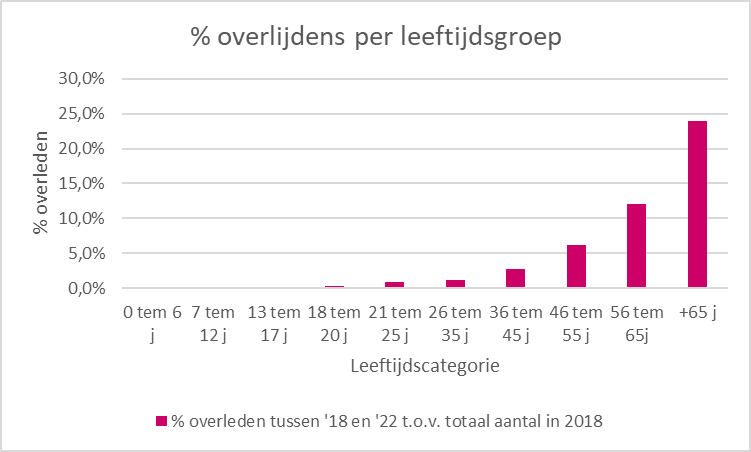 % overlijdens per leeftijdsgroep
30,0%
25,0%
20,0%
15,0%
10,0%
5,0%
0,0%
% overleden
0 tem 6 j
7 tem 12 j
13 tem 17 j
18 tem 20 j
21 tem 25 j
26 tem 35 j
36 tem 45 j
46 tem 55 j
56 tem 65j
+65 j
Leeftijdscategorie
% overleden tussen '18 en '22 t.o.v. totaal aantal in 2018